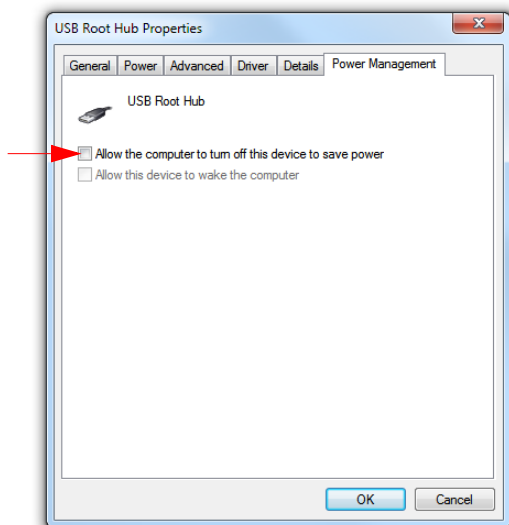 USB Root Hub Properties
General Power Advanced Driver Details Power Management
USB Root Hub
Allow the computer to turn off this device to save power
Allow this device to wake the computer
OK Cancel